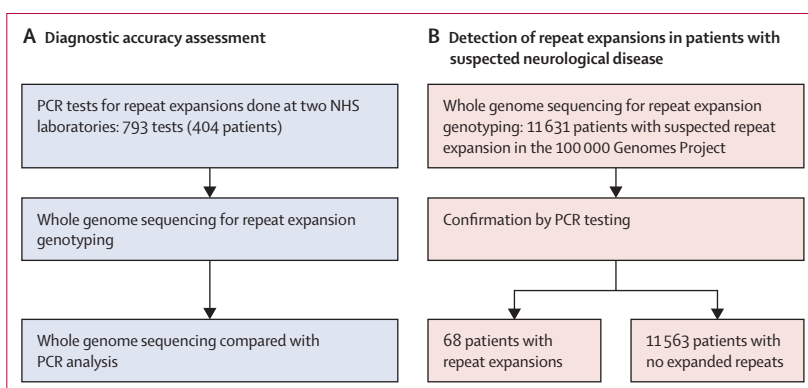 A Diagnostic accuracy assessment
PCR tests for repeat expansions done at two NHS
laboratories: 793 tests (404 patients)
Whole genome sequencing for repeat expansion
genotyping
Whole genome sequencing compared with
PCR analysis
B Detection of repeat expansions in patients with
suspected neurological disease
Whole genome sequencing for repeat expansion
genotyping: 11 631 patients with suspected repeat
expansion in the 100 000 Genomes Project
Confirmation by PCR testing
68 patients with
repeat expansions
11 563 patients with
no expanded repeats